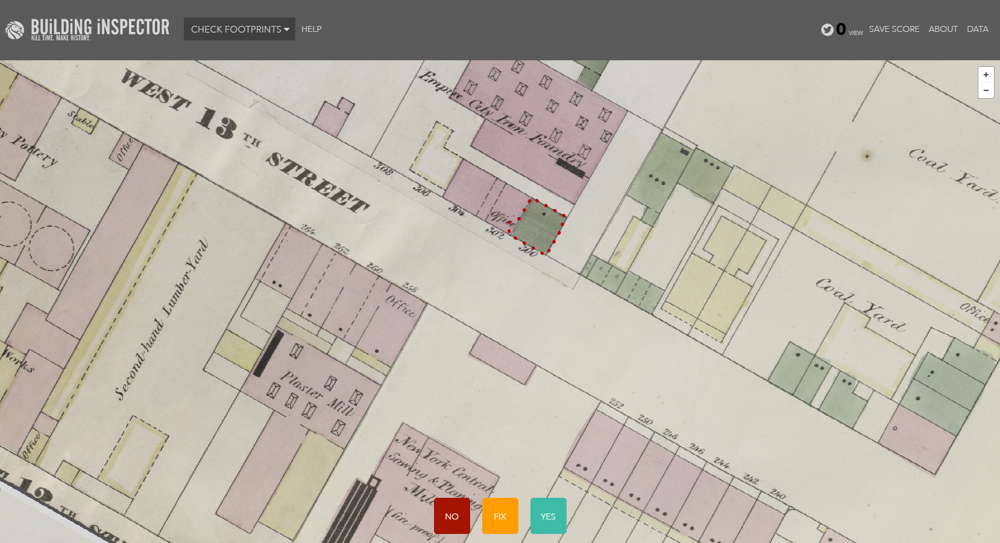 BUiLDiNG iNSPECTOR
KiLL TiME. MAKE HiSTORY.
CHECK FOOTPRINTS
HELP
0 VIEW
SAVE SCORE
ABOUT
DATA
+
−
WEST 13TH STREET
Empire City Iron Foundry
Stable
Office
Pottery
308
306
304
302
300
Office
Coal Yard
Coal Yard
Office
264
262
260
258
Office
Second-hand Lumber-Yard
Works
Plaster Mill
Office
252
250
248
246
244
242
240
New York Central
Sawing & Planing
Mill
(fire-proof
12TH
NO
FIX
YES